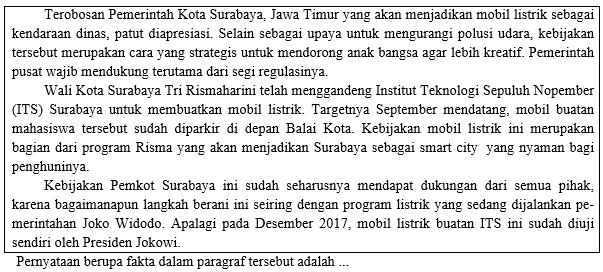 Terobosan Pemerintah Kota Surabaya, Jawa Timur yang akan menjadikan mobil listrik sebagai
kendaraan dinas, patut diapresiasi. Selain sebagai upaya untuk mengurangi polusi udara, kebijakan
tersebut merupakan cara yang strategis untuk mendorong anak bangsa agar lebih kreatif. Pemerintah
pusat wajib mendukung terutama dari segi regulasinya.
Wali Kota Surabaya Tri Rismaharini telah menggandeng Institut Teknologi Sepuluh Nopember
(ITS) Surabaya untuk membuatkan mobil listrik. Targetnya September mendatang, mobil buatan
mahasiswa tersebut sudah diparkir di depan Balai Kota. Kebijakan mobil listrik ini merupakan
bagian dari program Risma yang akan menjadikan Surabaya sebagai smart city yang nyaman bagi
penghuninya.
Kebijakan Pemkot Surabaya ini sudah seharusnya mendapat dukungan dari semua pihak,
karena bagaimanapun langkah berani ini seiring dengan program listrik yang sedang dijalankan pe-
merintahan Joko Widodo. Apalagi pada Desember 2017, mobil listrik buatan ITS ini sudah diuji
sendiri oleh Presiden Jokowi.
Pernyataan berupa fakta dalam paragraf tersebut adalah ...